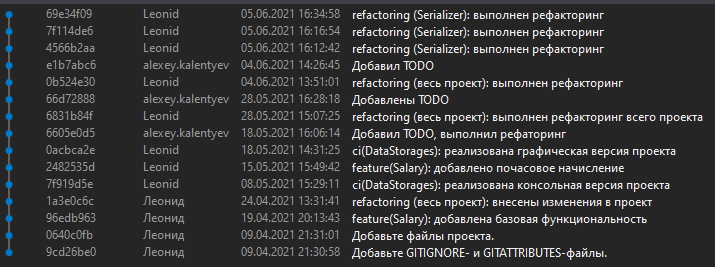 69e34f09 Leonid 05.06.2021 16:34:58 refactoring (Serializer): выполнен рефакторинг
7f114de6 Leonid 05.06.2021 16:16:54 refactoring (Serializer): выполнен рефакторинг
4566b2aa Leonid 05.06.2021 16:12:42 refactoring (Serializer): выполнен рефакторинг
e1b7abc6 alexey.kalentyev 04.06.2021 14:26:45 Добавил TODO
0b524e30 Leonid 04.06.2021 13:51:01 refactoring (весь проект): выполнен рефакторинг
66d72888 alexey.kalentyev 28.05.2021 16:28:18 Добавлены TODO
6831b84f Leonid 28.05.2021 15:07:25 refactoring (весь проект): выполнен рефакторинг всего проекта
6605e0d5 alexey.kalentyev 18.05.2021 16:06:14 Добавил TODO, выполнил рефаторинг
0acbca2e Leonid 18.05.2021 14:31:25 ci(DataStorages): реализована графическая версия проекта
2482535d Leonid 15.05.2021 15:49:42 feature(Salary): добавлено почасовое начисление
7f919d5e Leonid 08.05.2021 15:29:11 ci(DataStorages): реализована консольная версия проекта
1a3e0c6c Леонид 24.04.2021 13:31:41 refactoring (весь проект): внесены изменения в проект
96edb963 Леонид 19.04.2021 20:13:43 feature(Salary): добавлена базовая функциональность
0640c0fb Леонид 09.04.2021 21:31:01 Добавьте файлы проекта.
9cd26be0 Леонид 09.04.2021 21:30:58 Добавьте GITIGNORE- и GITATTRIBUTES-файлы.